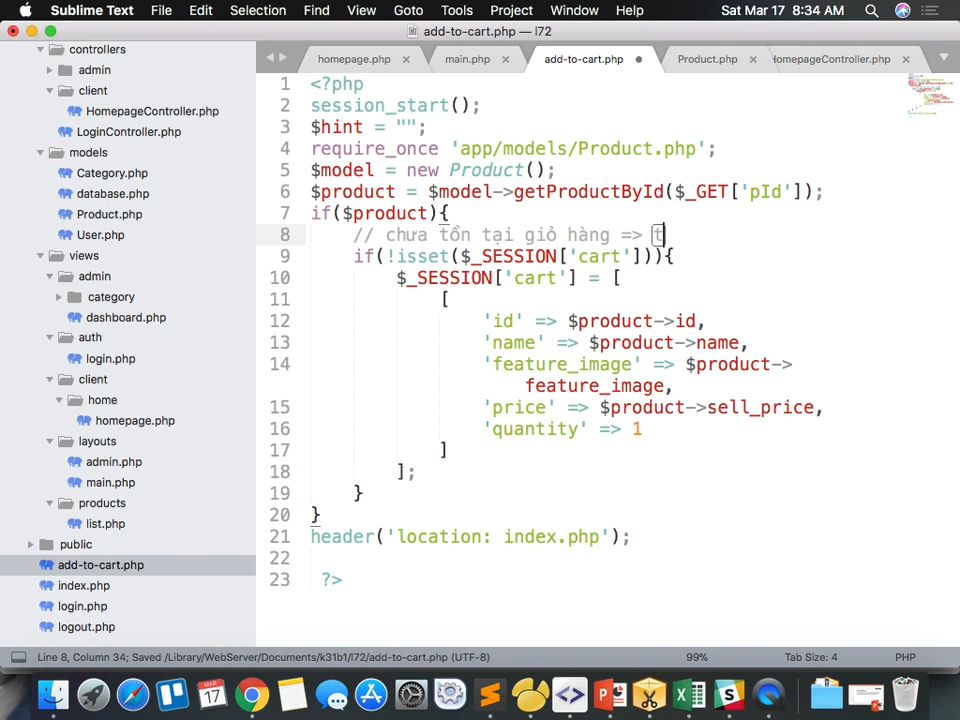 Sublime Text File Edit Selection Find View Goto Tools Project Window Help Sat Mar 17 8:34 AM
add-to-cart.php — l72
controllers
admin
client
HomepageController.php
LoginController.php
models
Category.php
database.php
Product.php
User.php
views
admin
category
dashboard.php
auth
login.php
client
home
homepage.php
layouts
admin.php
main.php
products
list.php
public
add-to-cart.php
index.php
login.php
logout.php
homepage.php × main.php × add-to-cart.php Product.php × HomepageController.php ×
1 <?php
2 session_start();
3 $hint = "";
4 require_once 'app/models/Product.php';
5 $model = new Product();
6 $product = $model->getProductById($_GET['pId']);
7 if($product){
8 // chưa tồn tại giỏ hàng => t
9 if(!isset($_SESSION['cart'])){
10 $_SESSION['cart'] = [
11 [
12 'id' => $product->id,
13 'name' => $product->name,
14 'feature_image' => $product->
feature_image,
15 'price' => $product->sell_price,
16 'quantity' => 1
17 ]
18 ];
19 }
20 }
21 header('location: index.php');
22
23 ?>
Line 8, Column 34; Saved /Library/WebServer/Documents/k31b1/l72/add-to-cart.php (UTF-8) 99% Tab Size: 4 PHP
17